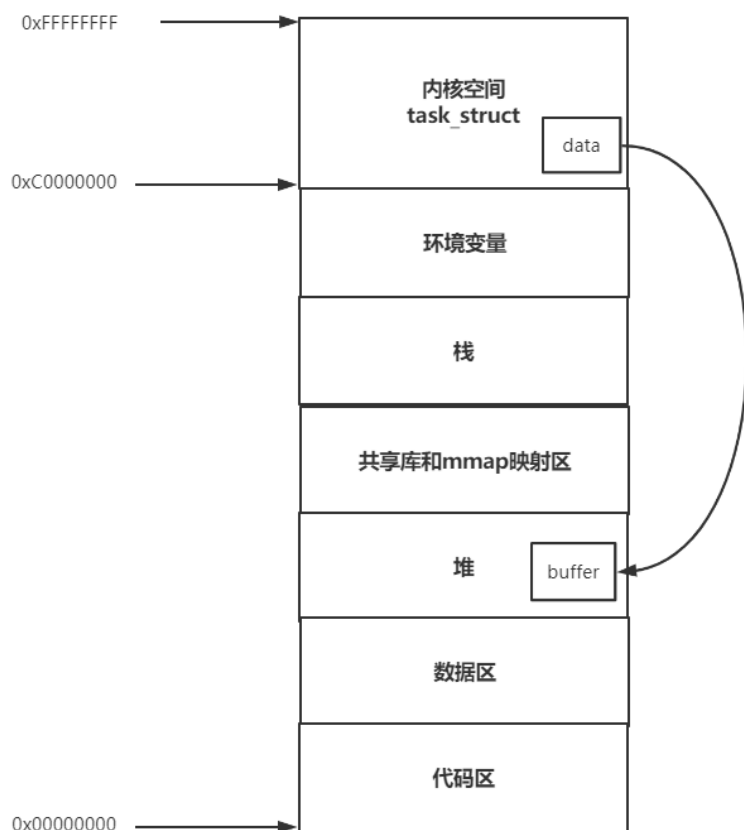 0xFFFFFFFF
内核空间
task_struct
data
0xC0000000
环境变量
栈
共享库和mmap映射区
堆
buffer
数据区
代码区
0x00000000